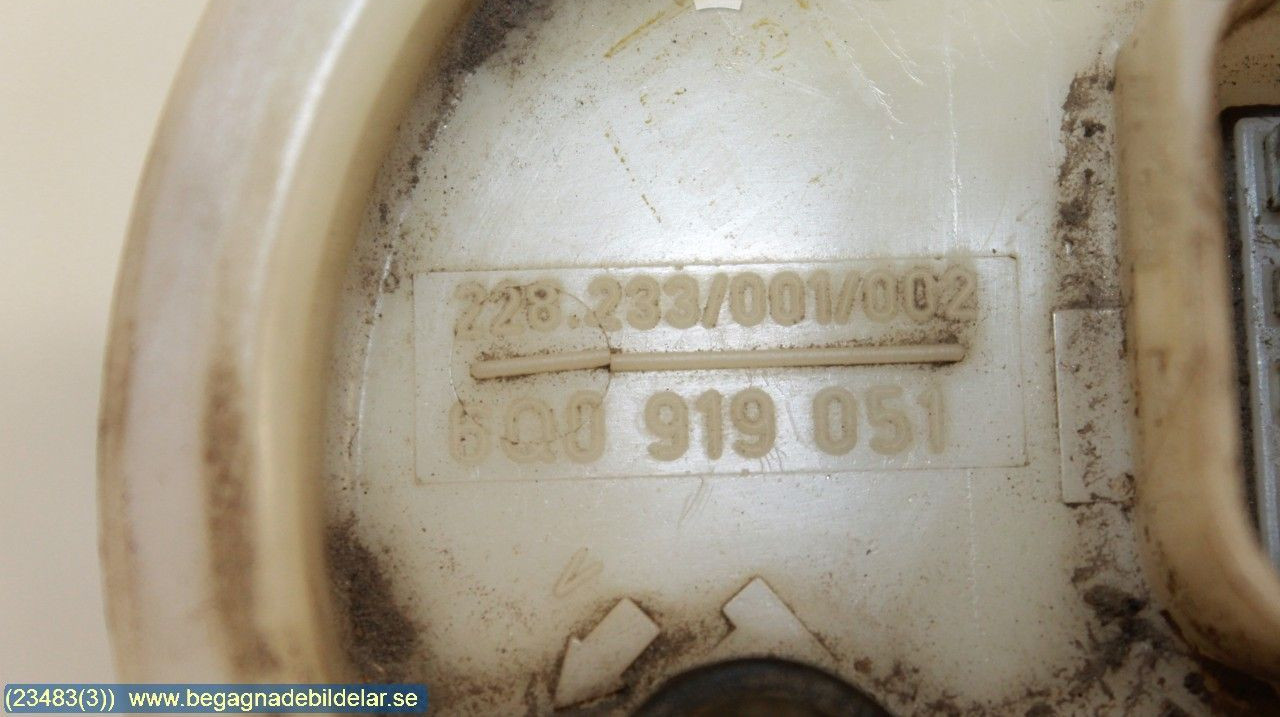 228.233/001/002
6Q0 919 051
(23483(3)) www.begagnadebildelar.se